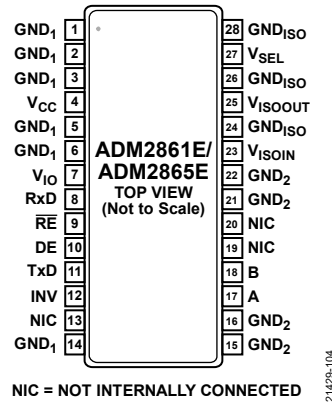 GND1 1 28 GNDISO
GND1 2 27 VSEL
GND1 3 26 GNDISO
VCC 4 25 VISOOUT
GND1 5 24 GNDISO
GND1 6 23 VISOIN
ADM2861E/
ADM2865E
TOP VIEW
(Not to Scale)
VIO 7 22 GND2
RxD 8 21 GND2
RE 9 20 NIC
DE 10 19 NIC
TxD 11 18 B
INV 12 17 A
NIC 13 16 GND2
GND1 14 15 GND2
NIC = NOT INTERNALLY CONNECTED
21429-104